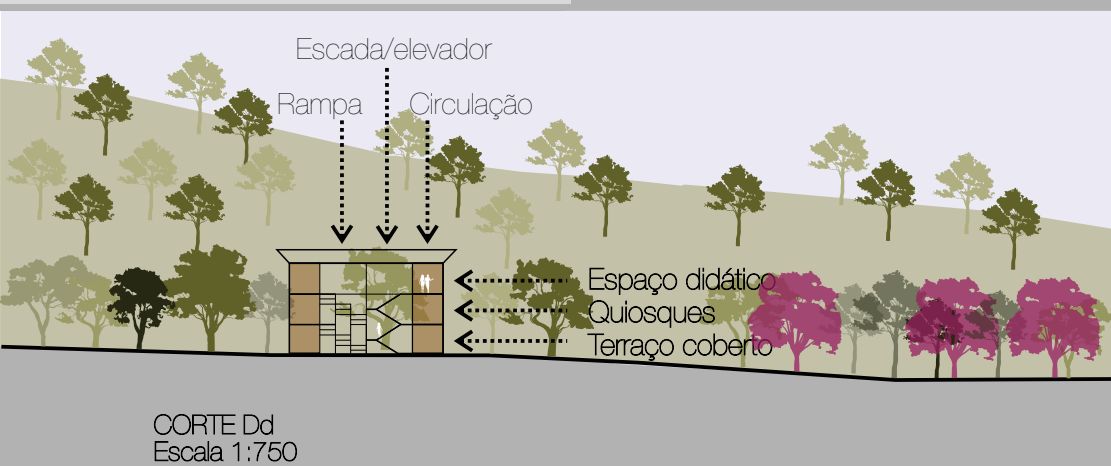 Escada/elevador
Rampa
Circulação
Espaço didático
Quiosques
Terraço coberto
CORTE Dd
Escala 1:750